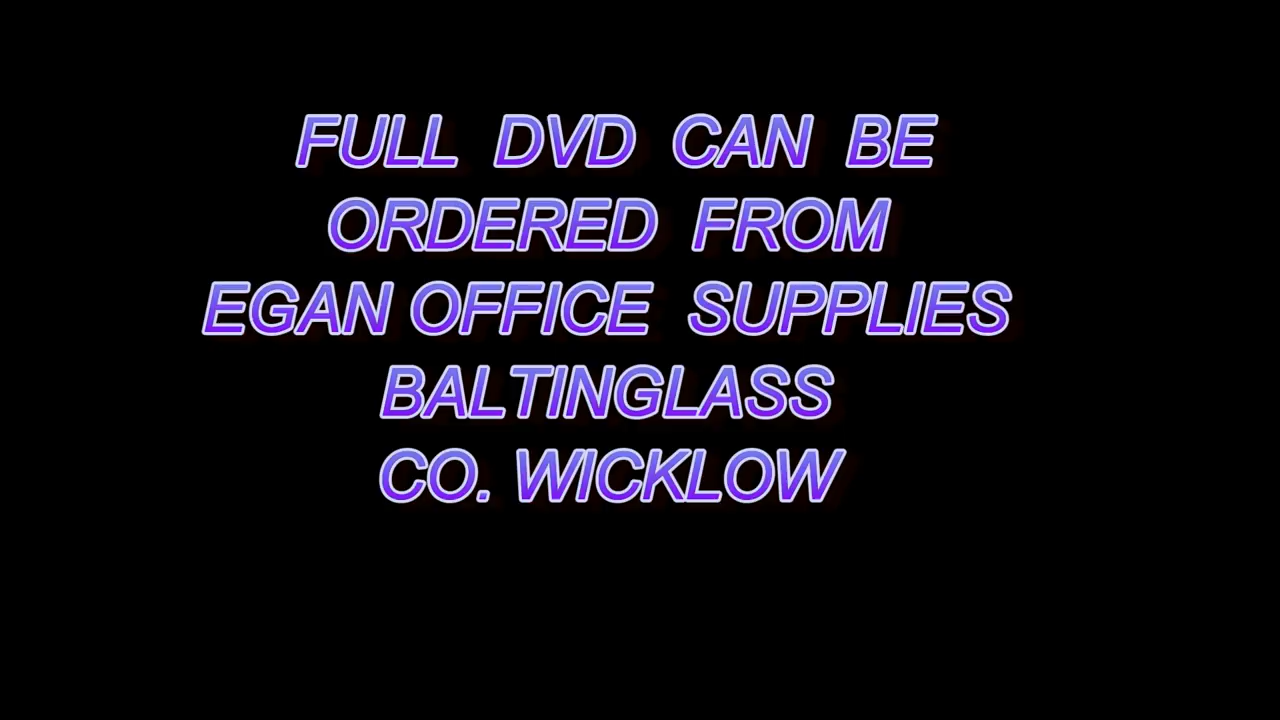 FULL DVD CAN BE
ORDERED FROM
EGAN OFFICE SUPPLIES
BALTINGLASS
CO. WICKLOW